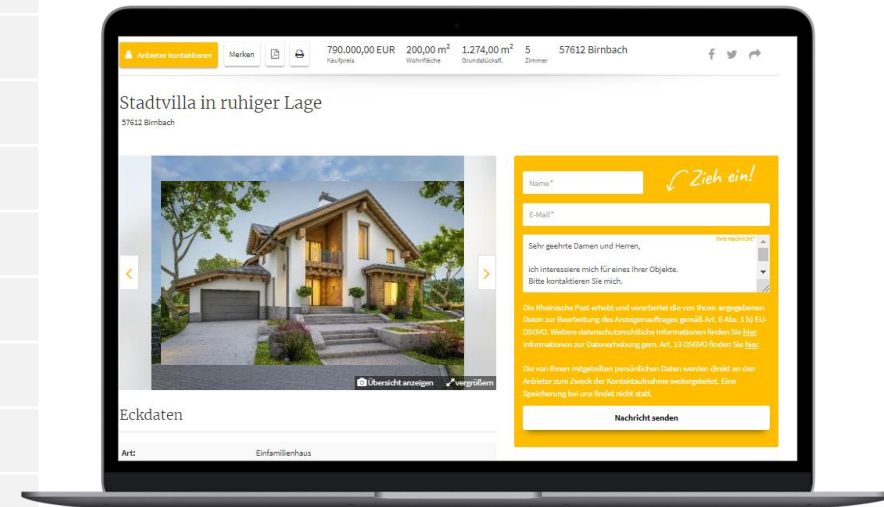 Anbieter kontaktieren
Merken
790.000,00 EUR
Kaufpreis
200,00 m²
Wohnfläche
1.274,00 m²
Grundstücksfl.
5
Zimmer
57612 Birnbach
Stadtvilla in ruhiger Lage
57612 Birnbach
Übersicht anzeigen
vergrößern
Eckdaten
Art: Einfamilienhaus
Zieh ein!
Name*
E-Mail*
Ihre Nachricht*
Sehr geehrte Damen und Herren,
ich interessiere mich für eines Ihrer Objekte.
Bitte kontaktieren Sie mich.
Die Rheinische Post erhebt und verarbeitet die von Ihnen angegebenen
Daten zur Bearbeitung des Anzeigenauftrages gemäß Art. 6 Abs. 1 b) EU-
DSGVO. Weitere datenschutzrechtliche Informationen finden Sie hier.
Informationen zur Datenerhebung gem. Art. 13 DSGVO finden Sie hier.
Die von Ihnen mitgeteilten persönlichen Daten werden direkt an den
Anbieter zum Zweck der Kontaktaufnahme weitergeleitet. Eine
Speicherung bei uns findet nicht statt.
Nachricht senden